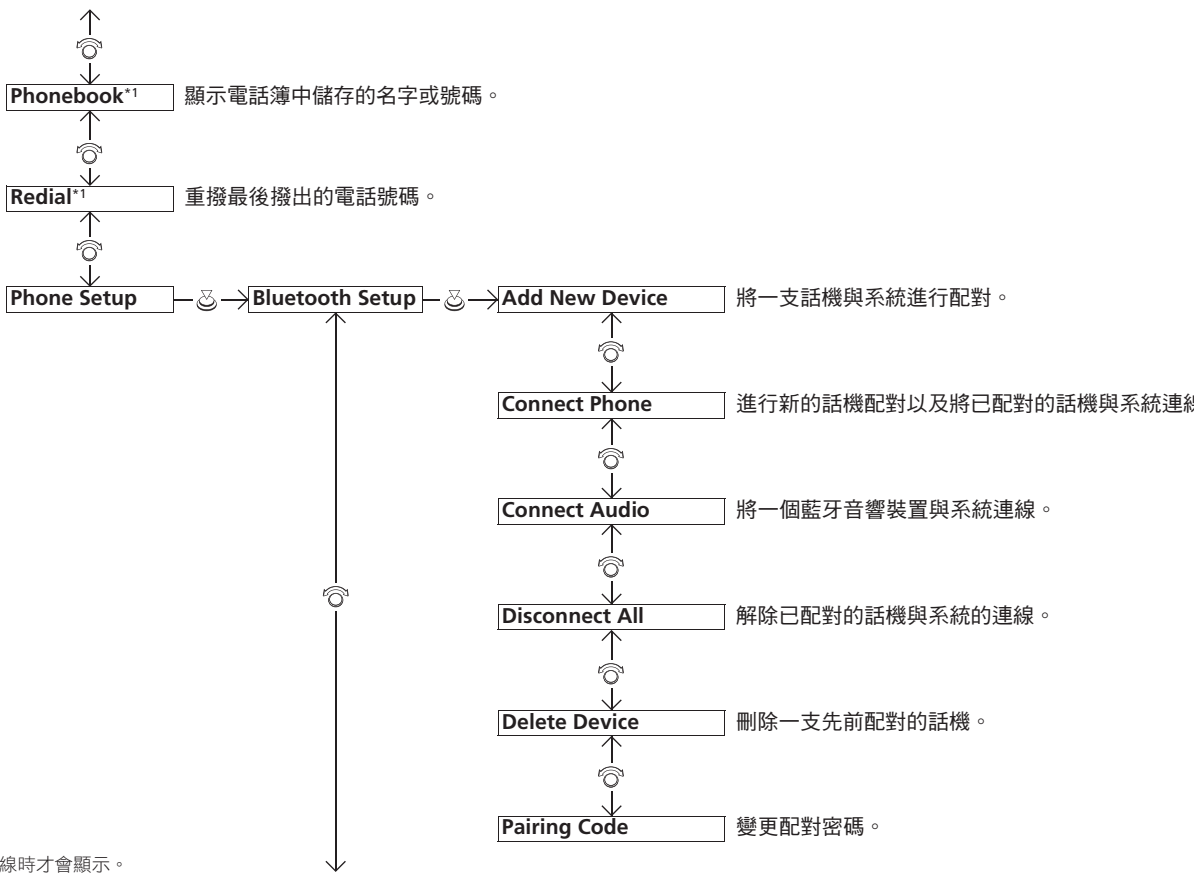 Phonebook*1 顯示電話簿中儲存的名字或號碼。
Redial*1 重撥最後撥出的電話號碼。
Phone Setup Bluetooth Setup Add New Device 將一支話機與系統進行配對。
Connect Phone 進行新的話機配對以及將已配對的話機與系統連線
Connect Audio 將一個藍牙音響裝置與系統連線。
Disconnect All 解除已配對的話機與系統的連線。
Delete Device 刪除一支先前配對的話機。
Pairing Code 變更配對密碼。
線時才會顯示。